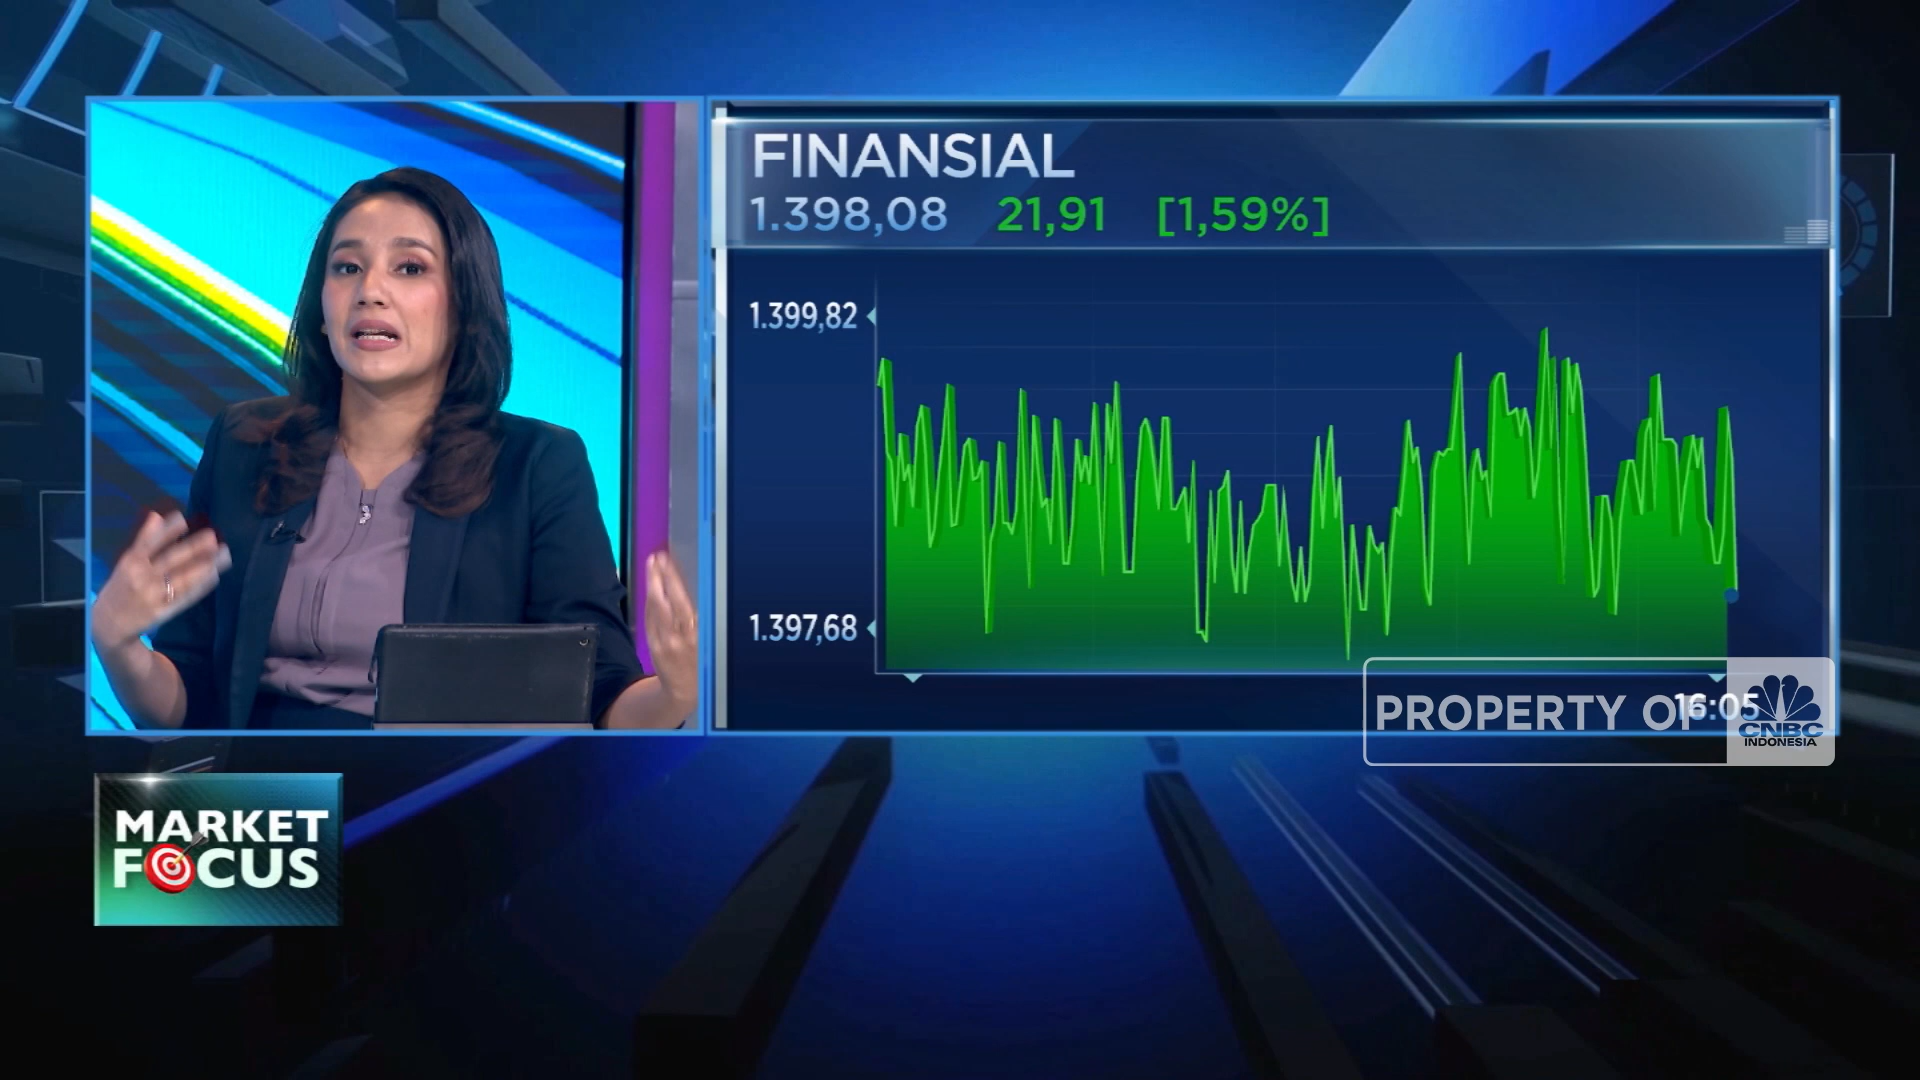 FINANSIAL
1.398,08 21,91 [1,59%]
1.399,82
1.397,68
16:05
PROPERTY OF
CNBC
INDONESIA
MARKET
FOCUS